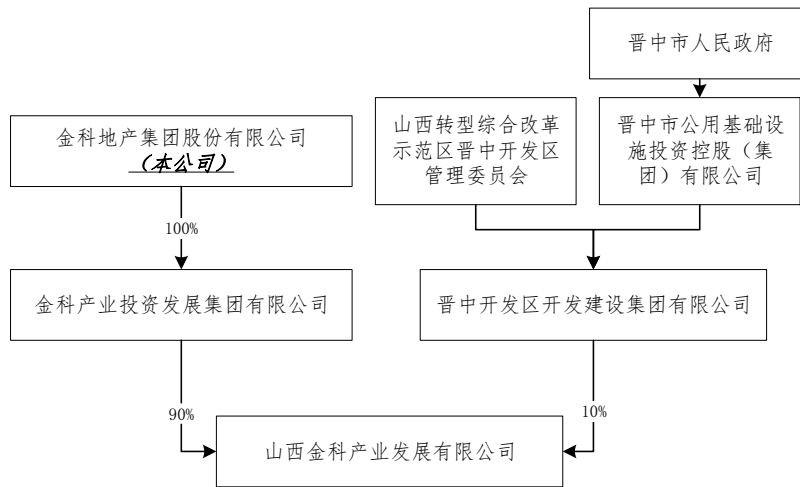 晋中市人民政府
金科地产集团股份有限公司
（本公司）
山西转型综合改革
示范区晋中开发区
管理委员会
晋中市公用基础设
施投资控股（集
团）有限公司
100%
金科产业投资发展集团有限公司
晋中开发区开发建设集团有限公司
90%
10%
山西金科产业发展有限公司